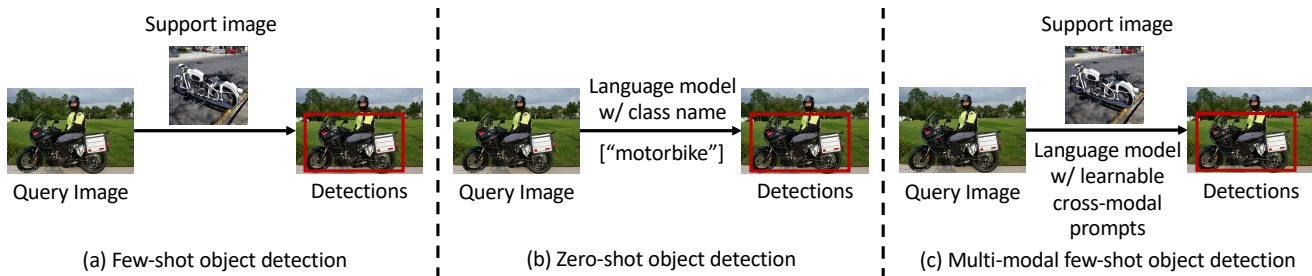 Support image
Query Image
Detections
(a) Few-shot object detection
Language model
w/ class name
[“motorbike”]
Query Image
Detections
(b) Zero-shot object detection
Support image
Language model
w/ learnable
cross-modal
prompts
Query Image
Detections
(c) Multi-modal few-shot object detection